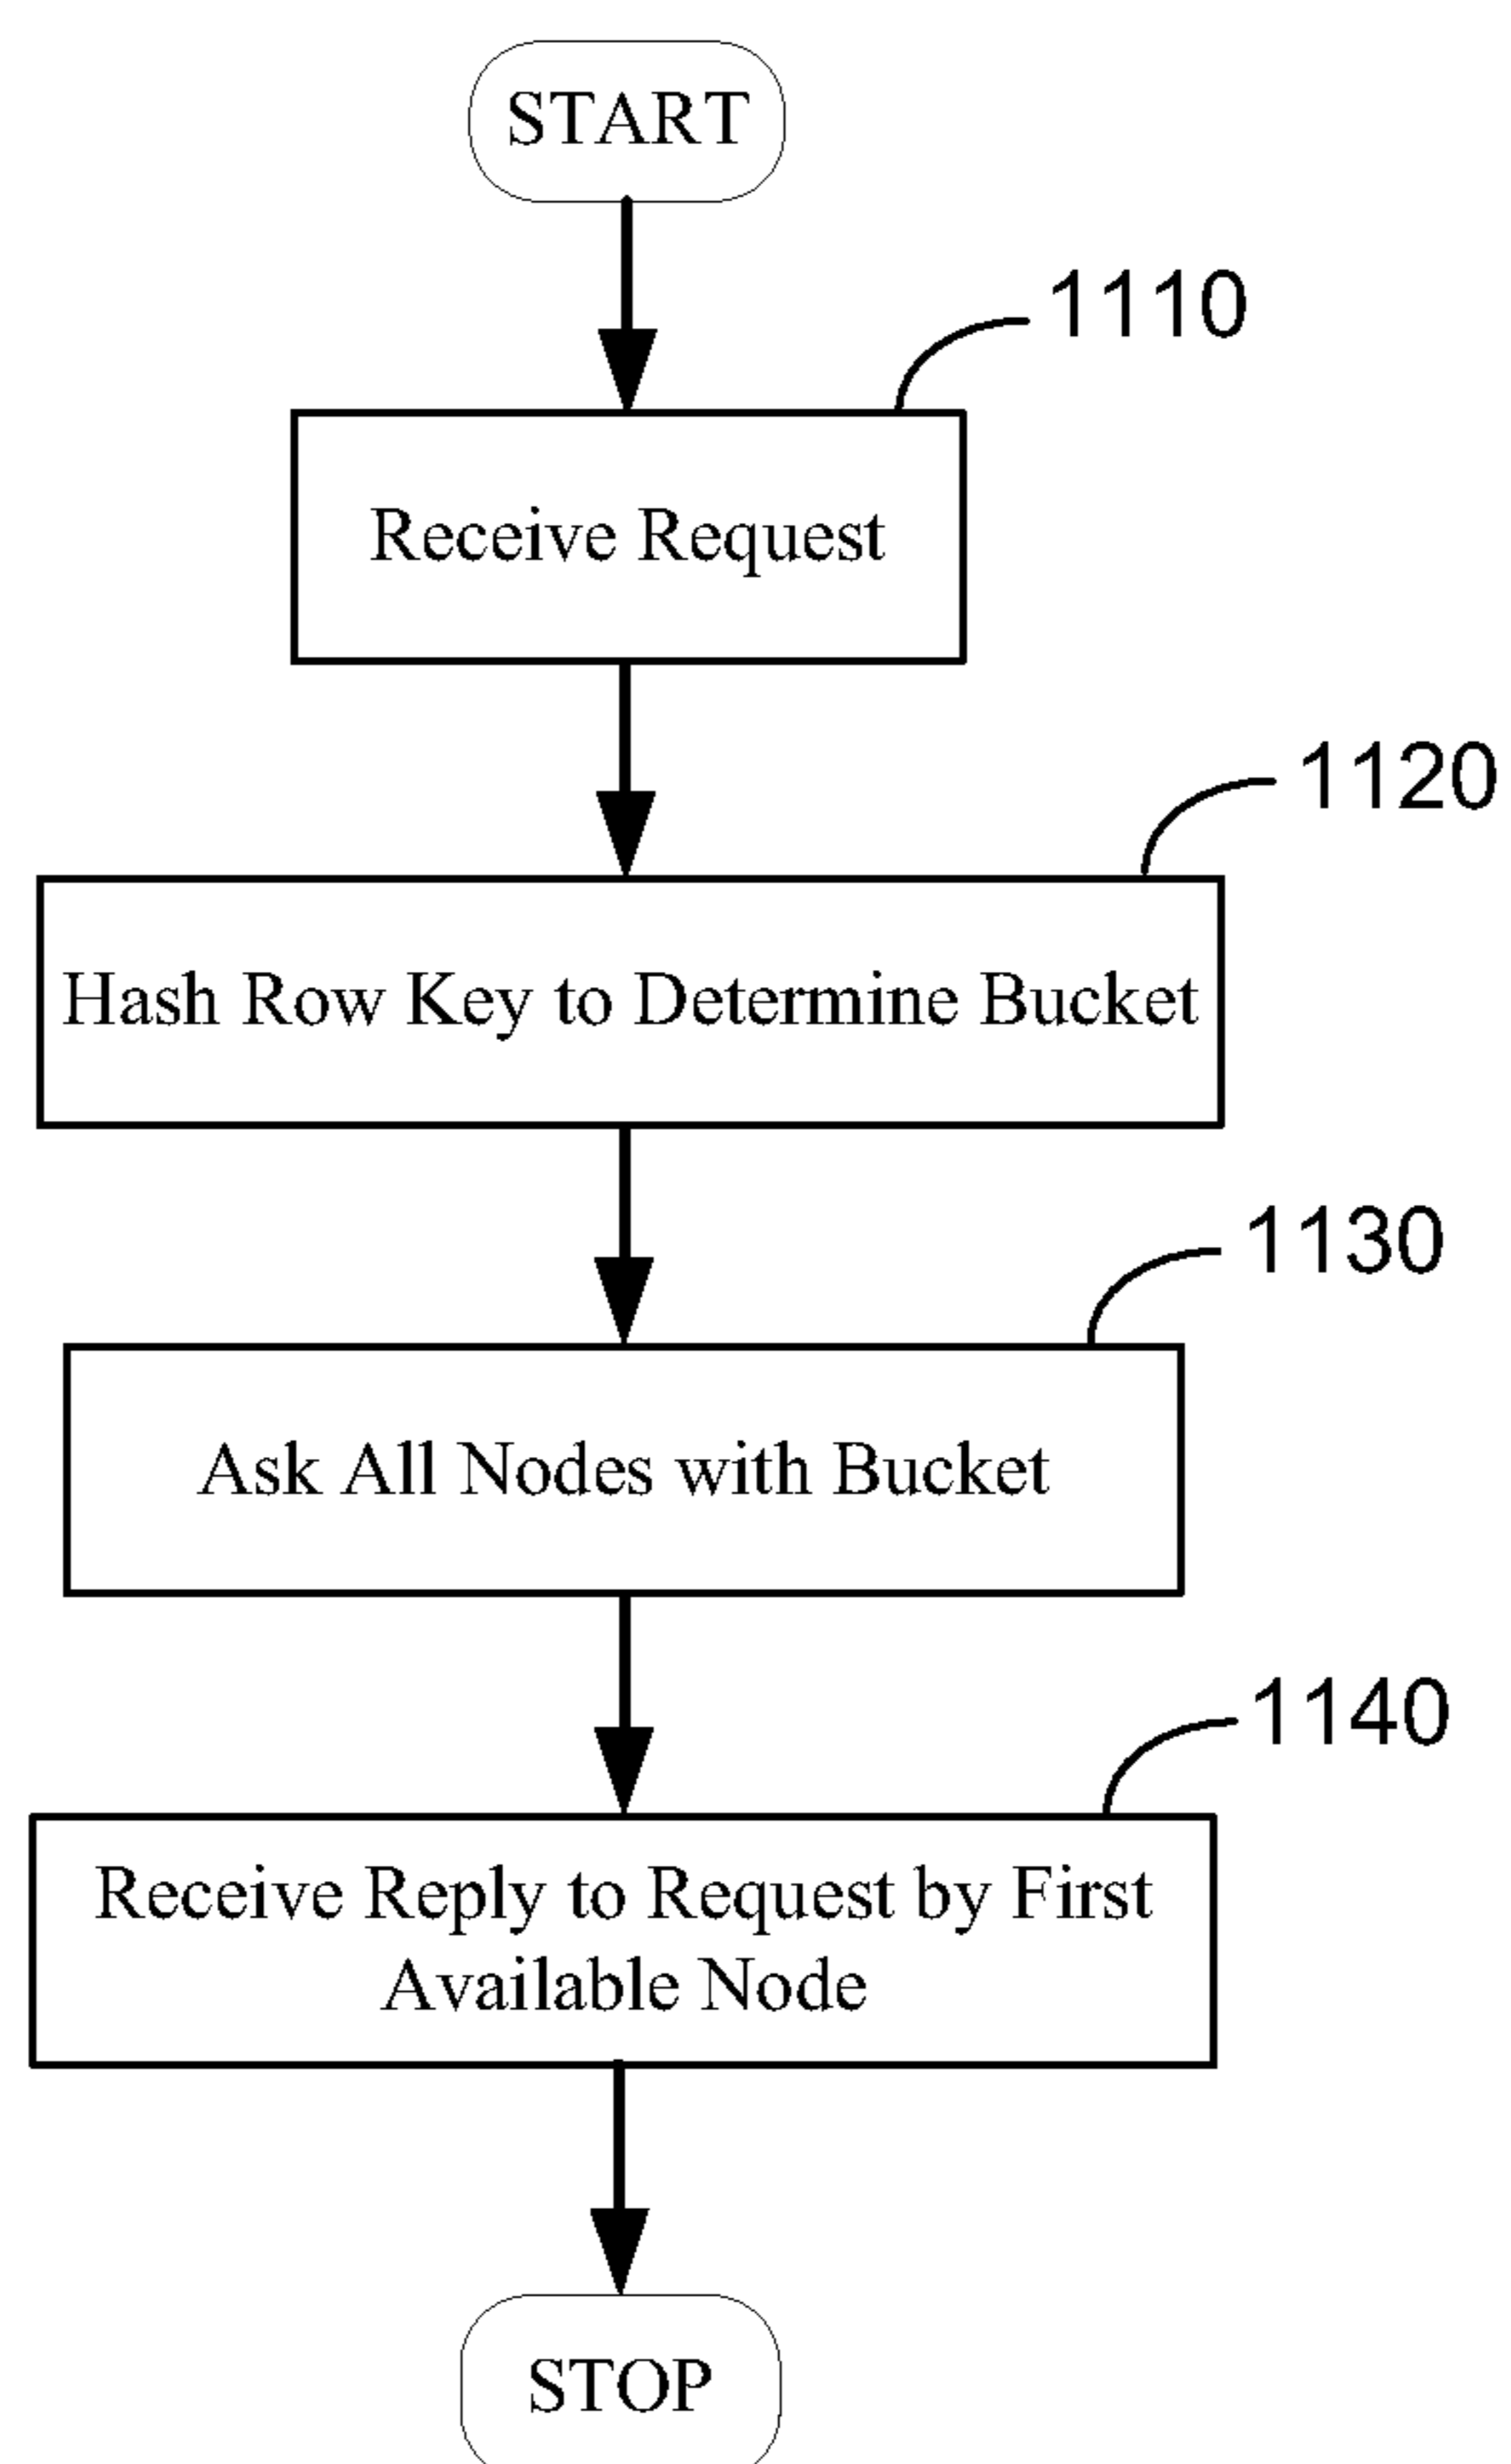 START
1110
Receive Request
1120
Hash Row Key to Determine Bucket
1130
Ask All Nodes with Bucket
1140
Receive Reply to Request by First
Available Node
STOP